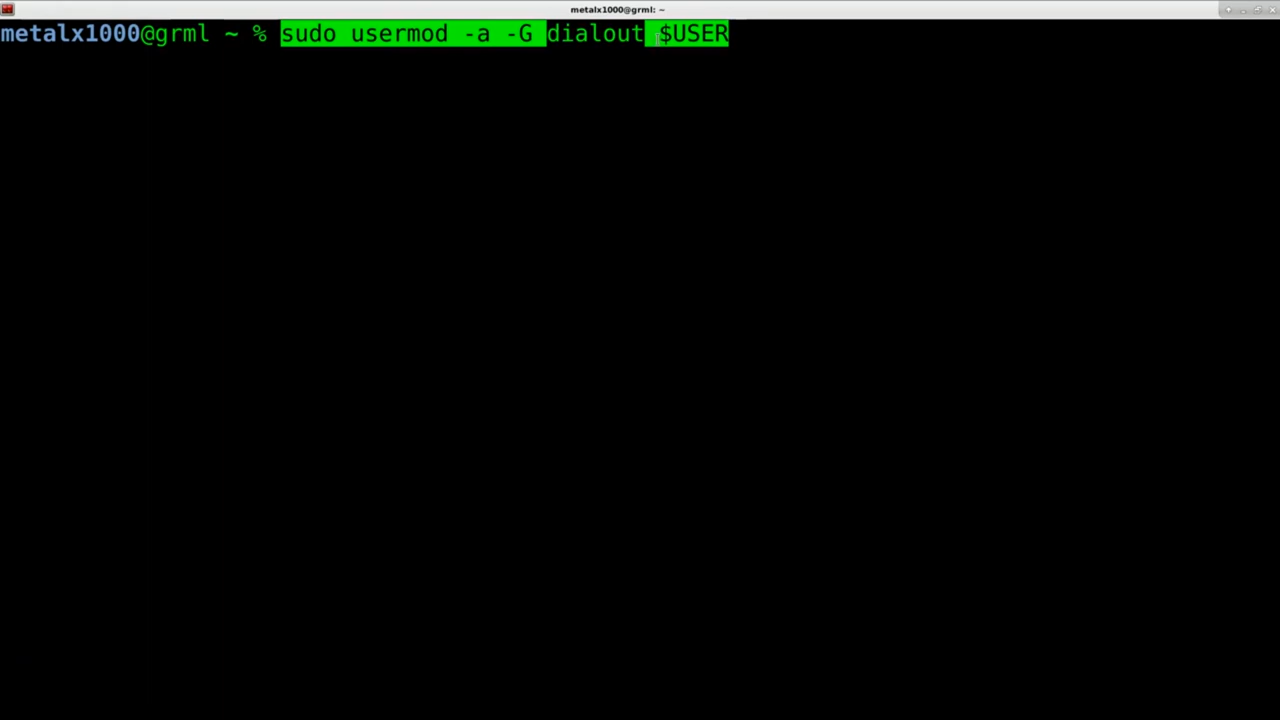 metalx1000@grml: ~
metalx1000@grml ~ % sudo usermod -a -G dialout $USER